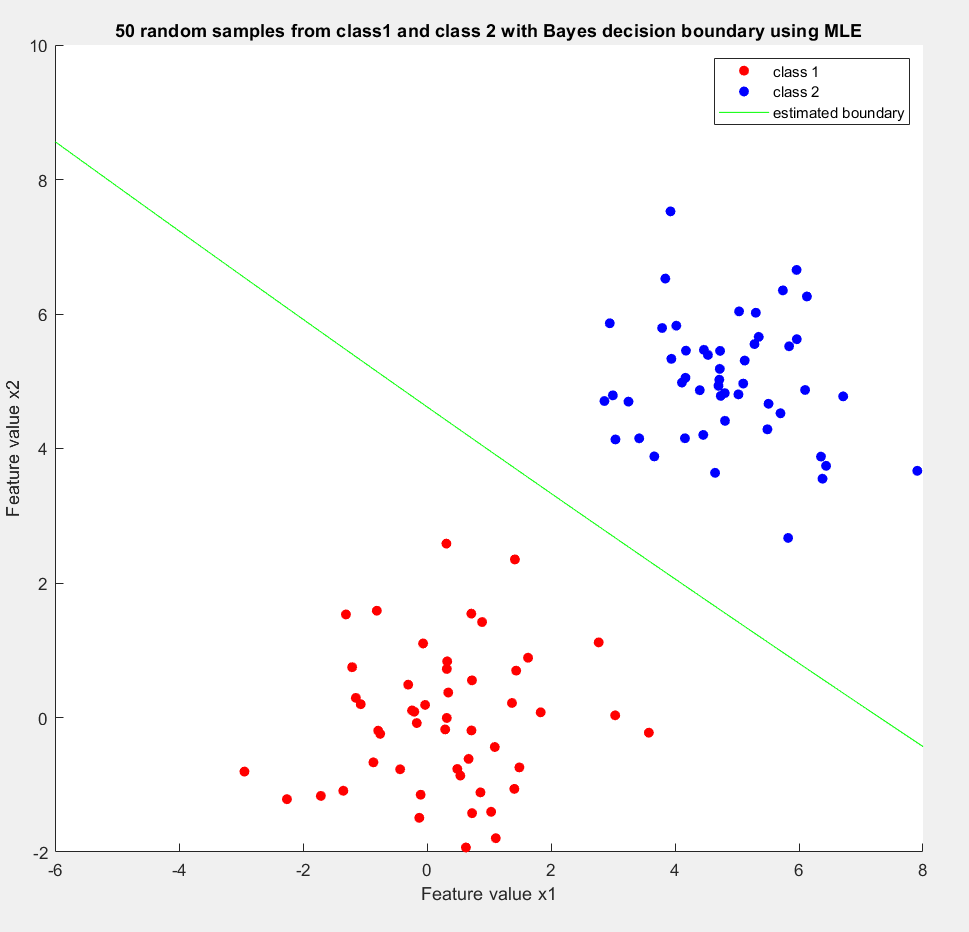 50 random samples from class1 and class 2 with Bayes decision boundary using MLE
class 1
class 2
estimated boundary
10
8
6
4
2
0
-2
Feature value x2
-6 -4 -2 0 2 4 6 8
Feature value x1